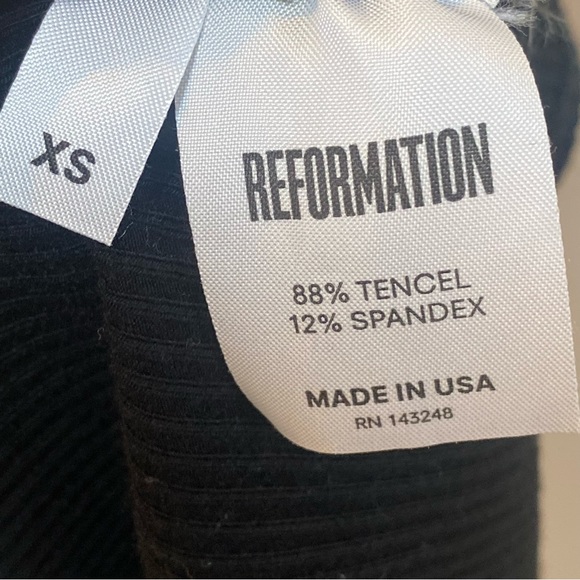 XS
REFORMATION
88% TENCEL
12% SPANDEX
MADE IN USA
RN 143248